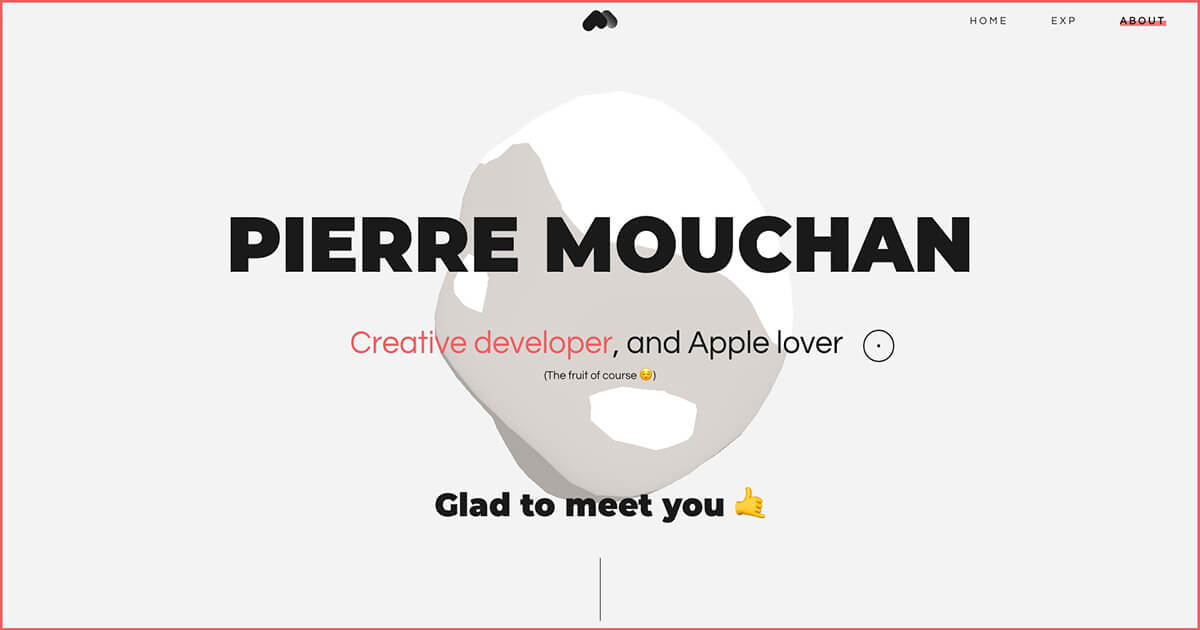 HOME EXP ABOUT
PIERRE MOUCHAN
Creative developer, and Apple lover
(The fruit of course ☺️)
Glad to meet you 🤙